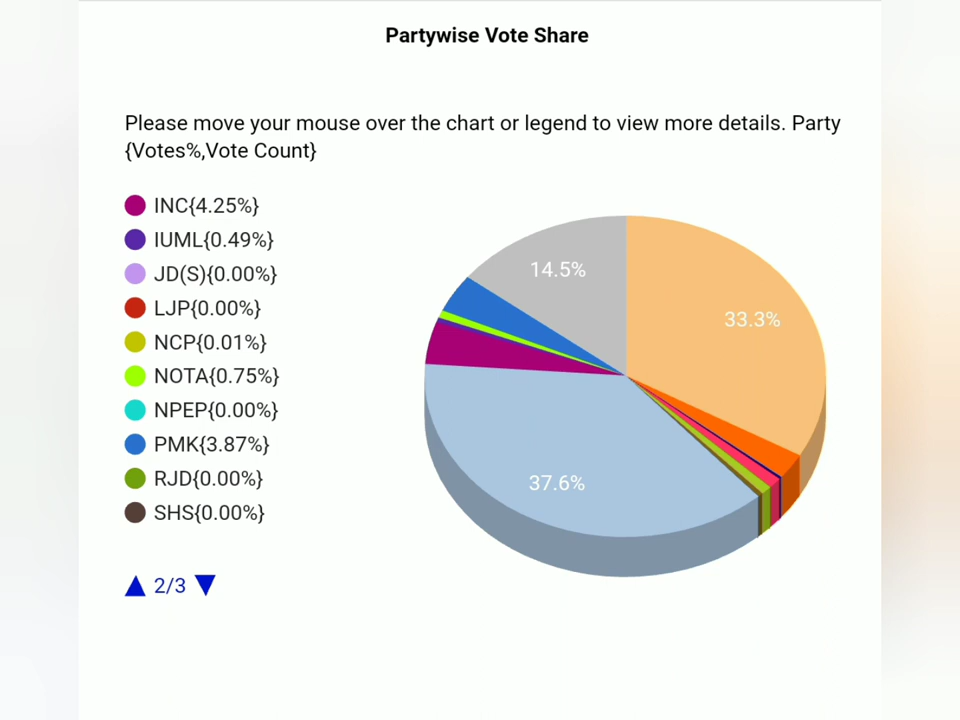 Partywise Vote Share
Please move your mouse over the chart or legend to view more details. Party
{Votes%,Vote Count}
INC{4.25%}
IUML{0.49%}
JD(S){0.00%}
LJP{0.00%}
NCP{0.01%}
NOTA{0.75%}
NPEP{0.00%}
PMK{3.87%}
RJD{0.00%}
SHS{0.00%}
2/3
14.5%
33.3%
37.6%